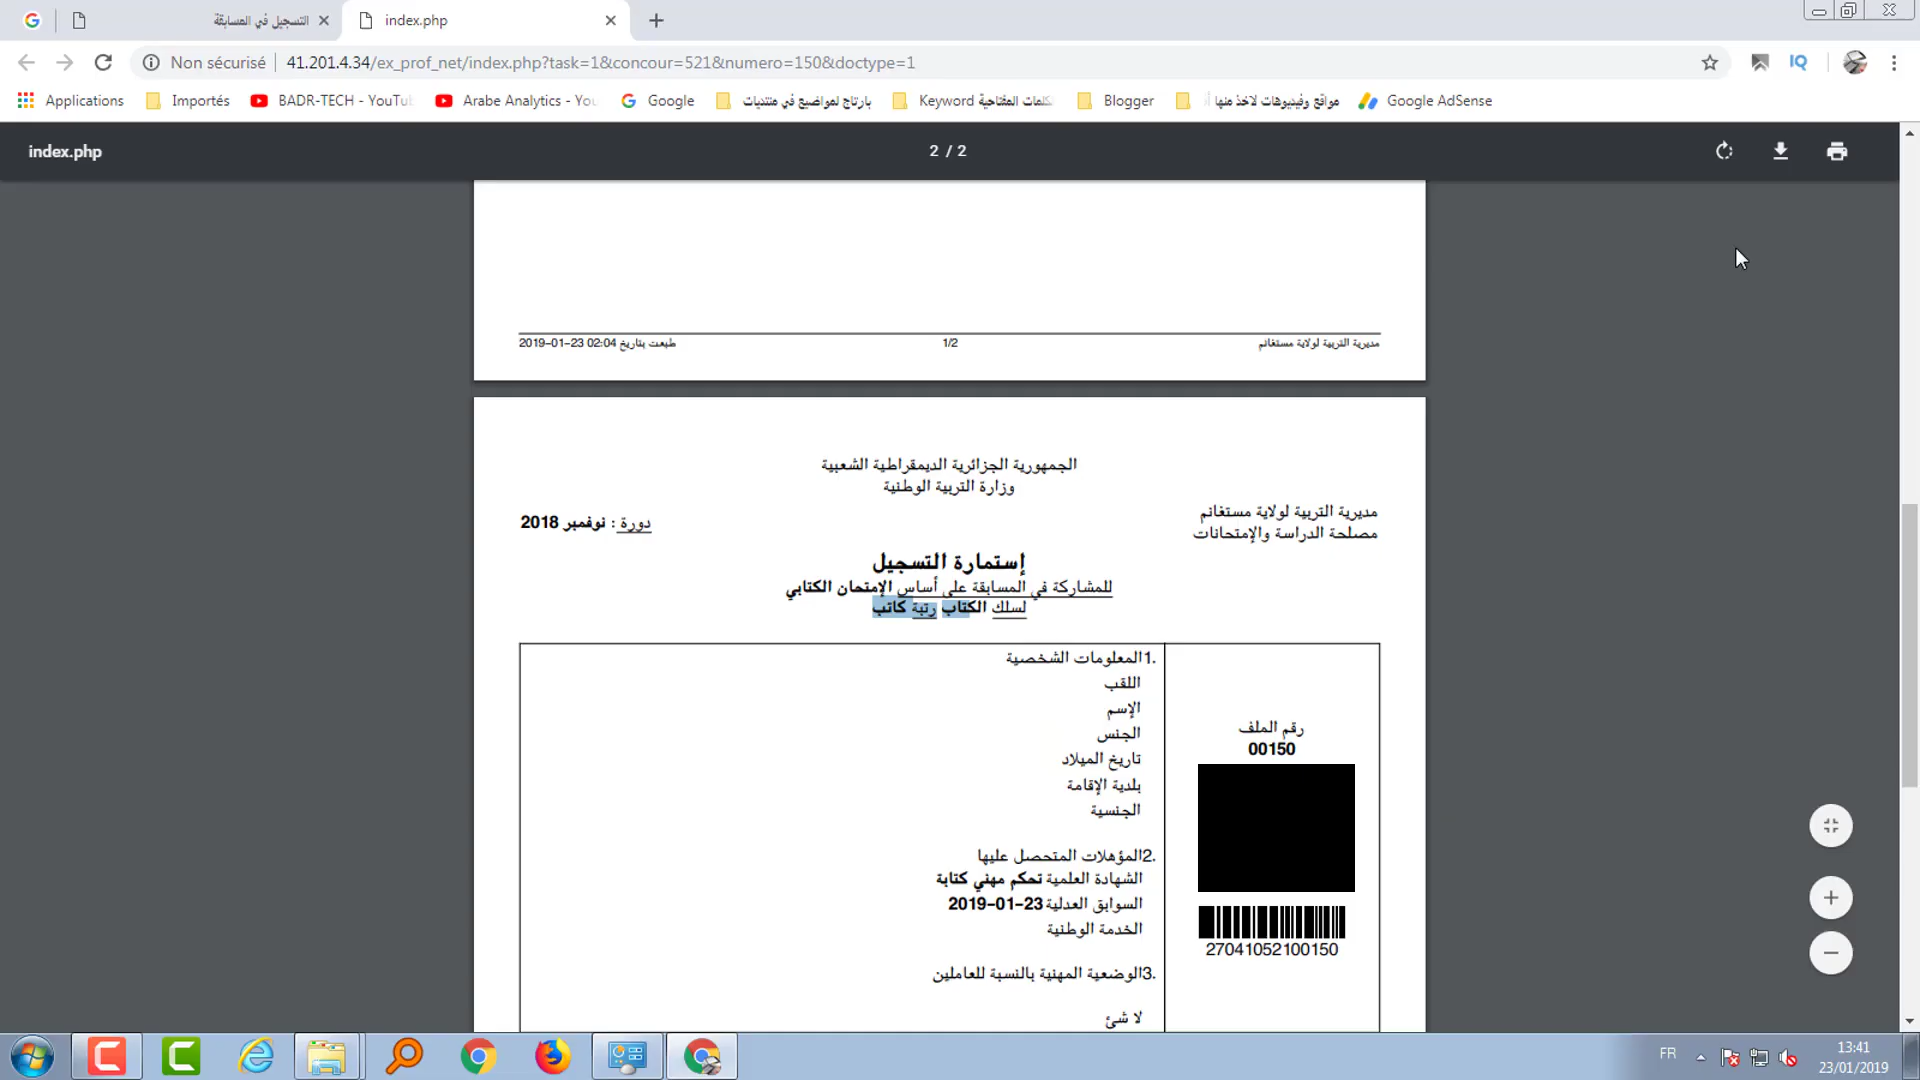 التسجيل في المسابقة
index.php
Non sécurisé
41.201.4.34/ex_prof_net/index.php?task=1&concour=521&numero=150&doctype=1
IQ
Applications
Importés
BADR-TECH - YouTu
Arabe Analytics - You
Google
بارتاج لمواضيع في منتديات
Keyword كلمات المفتاحية
Blogger
مواقع وفيديوهات لاخذ منها أ
Google AdSense
index.php
2 / 2
مديرية التربية لولاية مستغانم
1/2
طبعت بتاريخ 02:04 23-01-2019
الجمهورية الجزائرية الديمقراطية الشعبية
وزارة التربية الوطنية
مديرية التربية لولاية مستغانم
مصلحة الدراسة والإمتحانات
دورة : نوفمبر 2018
إستمارة التسجيل
للمشاركة في المسابقة على أساس الإمتحان الكتابي
لسلك الكتاب رتبة كاتب
1.المعلومات الشخصية
اللقب
الإسم
الجنس
تاريخ الميلاد
بلدية الإقامة
الجنسية
رقم الملف
00150
27041052100150
2.المؤهلات المتحصل عليها
الشهادة العلمية تحكم مهني كتابة
السوابق العدلية 23-01-2019
الخدمة الوطنية
3.الوضعية المهنية بالنسبة للعاملين
لا شئ
FR
13:41
23/01/2019